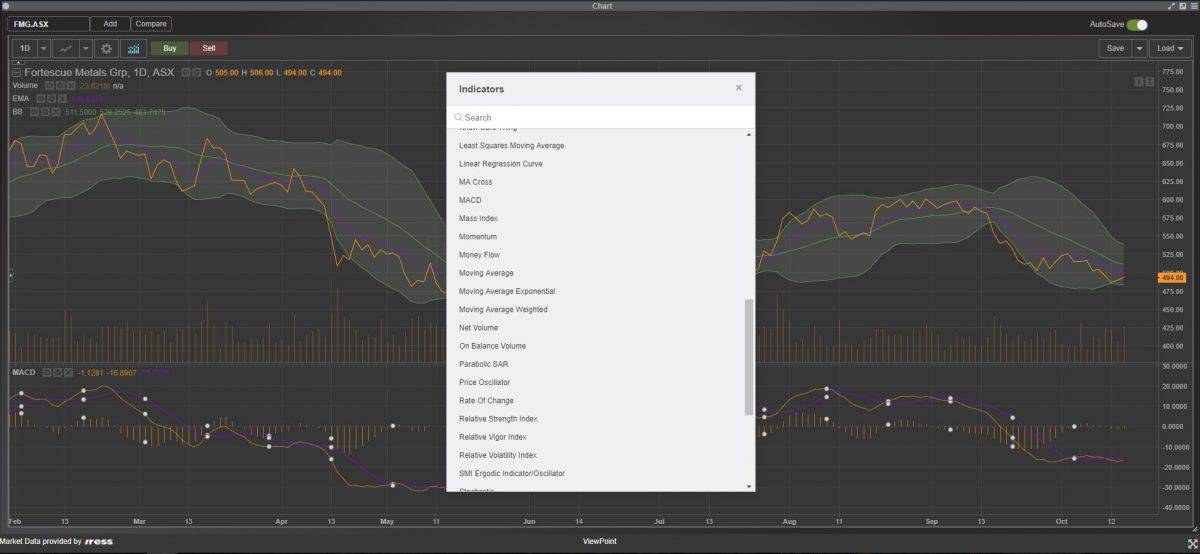 Chart
FMG.ASX Add Compare AutoSave
1D Buy Sell Save Load
Fortescue Metals Grp, 1D, ASX O 505.00 H 506.00 L 494.00 C 494.00
Volume 23.821M n/a
EMA
BB 511.5000 539.2525 483.7475
775.00
750.00
725.00
700.00
675.00
650.00
625.00
600.00
575.00
550.00
525.00
500.00
494.00
475.00
450.00
425.00
400.00
Indicators
Search
Least Squares Moving Average
Linear Regression Curve
MA Cross
MACD
Mass Index
Momentum
Money Flow
Moving Average
Moving Average Exponential
Moving Average Weighted
Net Volume
On Balance Volume
Parabolic SAR
Price Oscillator
Rate Of Change
Relative Strength Index
Relative Vigor Index
Relative Volatility Index
SMI Ergodic Indicator/Oscillator
MACD -1.1281 -16.8907
30.0000
20.0000
10.0000
0.0000
-10.0000
-20.0000
-30.0000
-40.0000
Feb 13 Mar 13 Apr 13 May 11 Jun 14 Jul 13 Aug 11 Sep 13 Oct 12
Market Data provided by iress ViewPoint